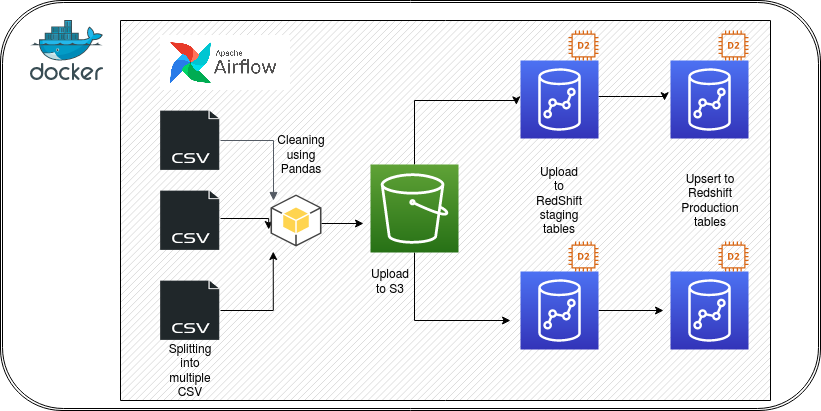 docker
Apache
Airflow
D2
D2
CSV
Cleaning
using
Pandas
CSV
Upload
to
RedShift
staging
tables
Upsert to
Redshift
Production
tables
D2
D2
Upload
to S3
CSV
Splitting
into
multiple
CSV